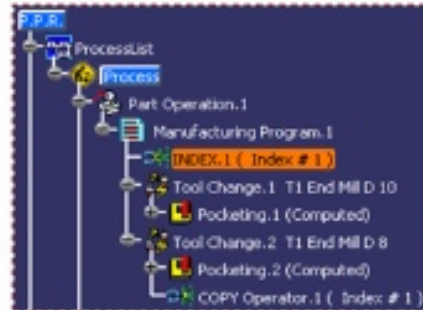 P.P.R.
ProcessList
Process
Part Operation.1
Manufacturing Program.1
INDEX.1 ( Index # 1 )
Tool Change.1 T1 End Mill D 10
Pocketing.1 (Computed)
Tool Change.2 T1 End Mill D 8
Pocketing.2 (Computed)
COPY Operator.1 ( Index # 1 )